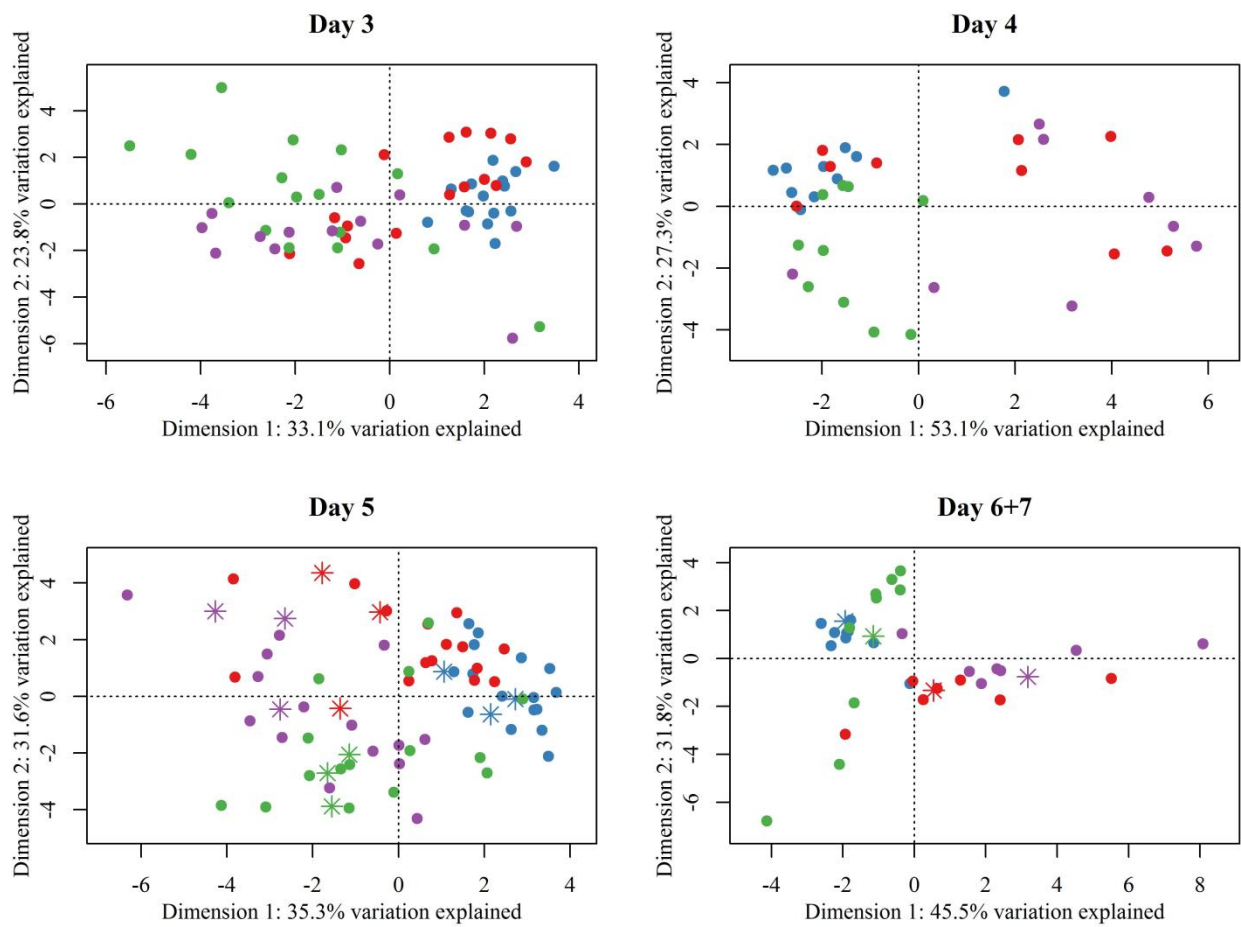 Day 3
Dimension 2: 23.8% variation explained
4
2
0
-2
-4
-6
-6 -4 -2 0 2 4
Dimension 1: 33.1% variation explained
Day 4
Dimension 2: 27.3% variation explained
4
2
0
-2
-4
-2 0 2 4 6
Dimension 1: 53.1% variation explained
Day 5
Dimension 2: 31.6% variation explained
4
2
0
-2
-4
-6 -4 -2 0 2 4
Dimension 1: 35.3% variation explained
Day 6+7
Dimension 2: 31.8% variation explained
4
2
0
-2
-4
-6
-4 -2 0 2 4 6 8
Dimension 1: 45.5% variation explained